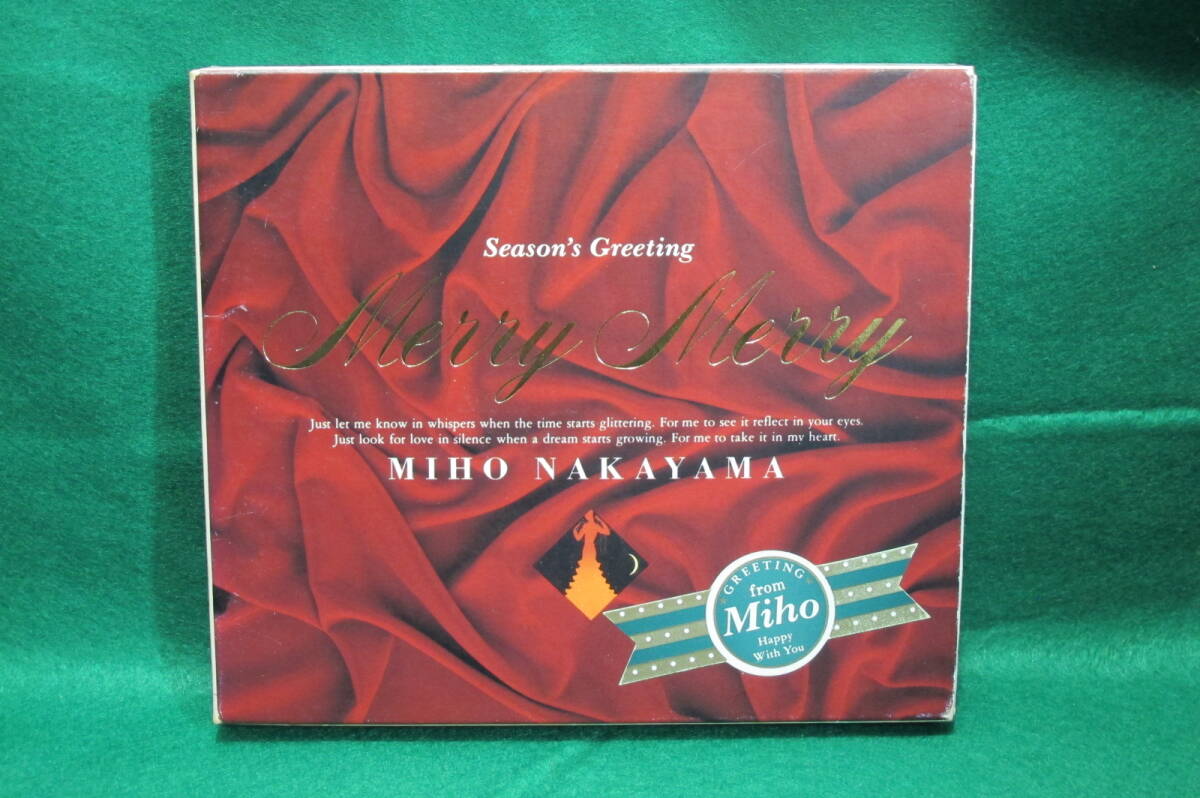 Season's Greeting
Merry Merry
Just let me know in whispers when the time starts glittering. For me to see it reflect in your eyes.
Just look for love in silence when a dream starts growing. For me to take it in my heart.
MIHO NAKAYAMA
GREETING
from
Miho
Happy
With You